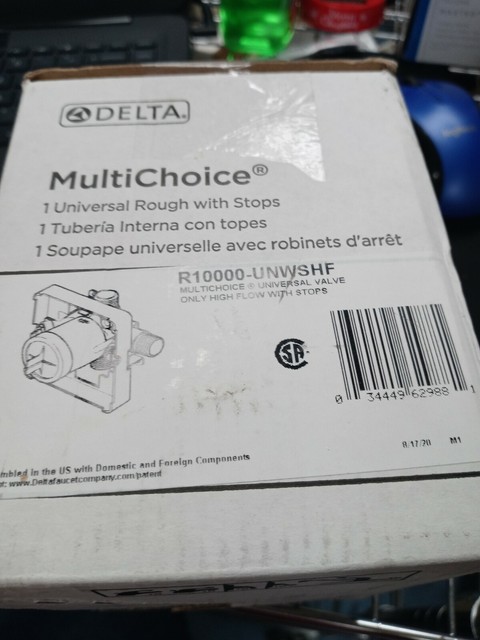 DELTA®
MultiChoice®
1 Universal Rough with Stops
1 Tubería Interna con topes
1 Soupape universelle avec robinets d'arrêt
R10000-UNWSHF
MULTICHOICE ® UNIVERSAL VALVE
ONLY HIGH FLOW WITH STOPS
0 34449 62988 1
8/17/20 M1
mbled in the US with Domestic and Foreign Components
www.Deltafaucetcompany.com/patent